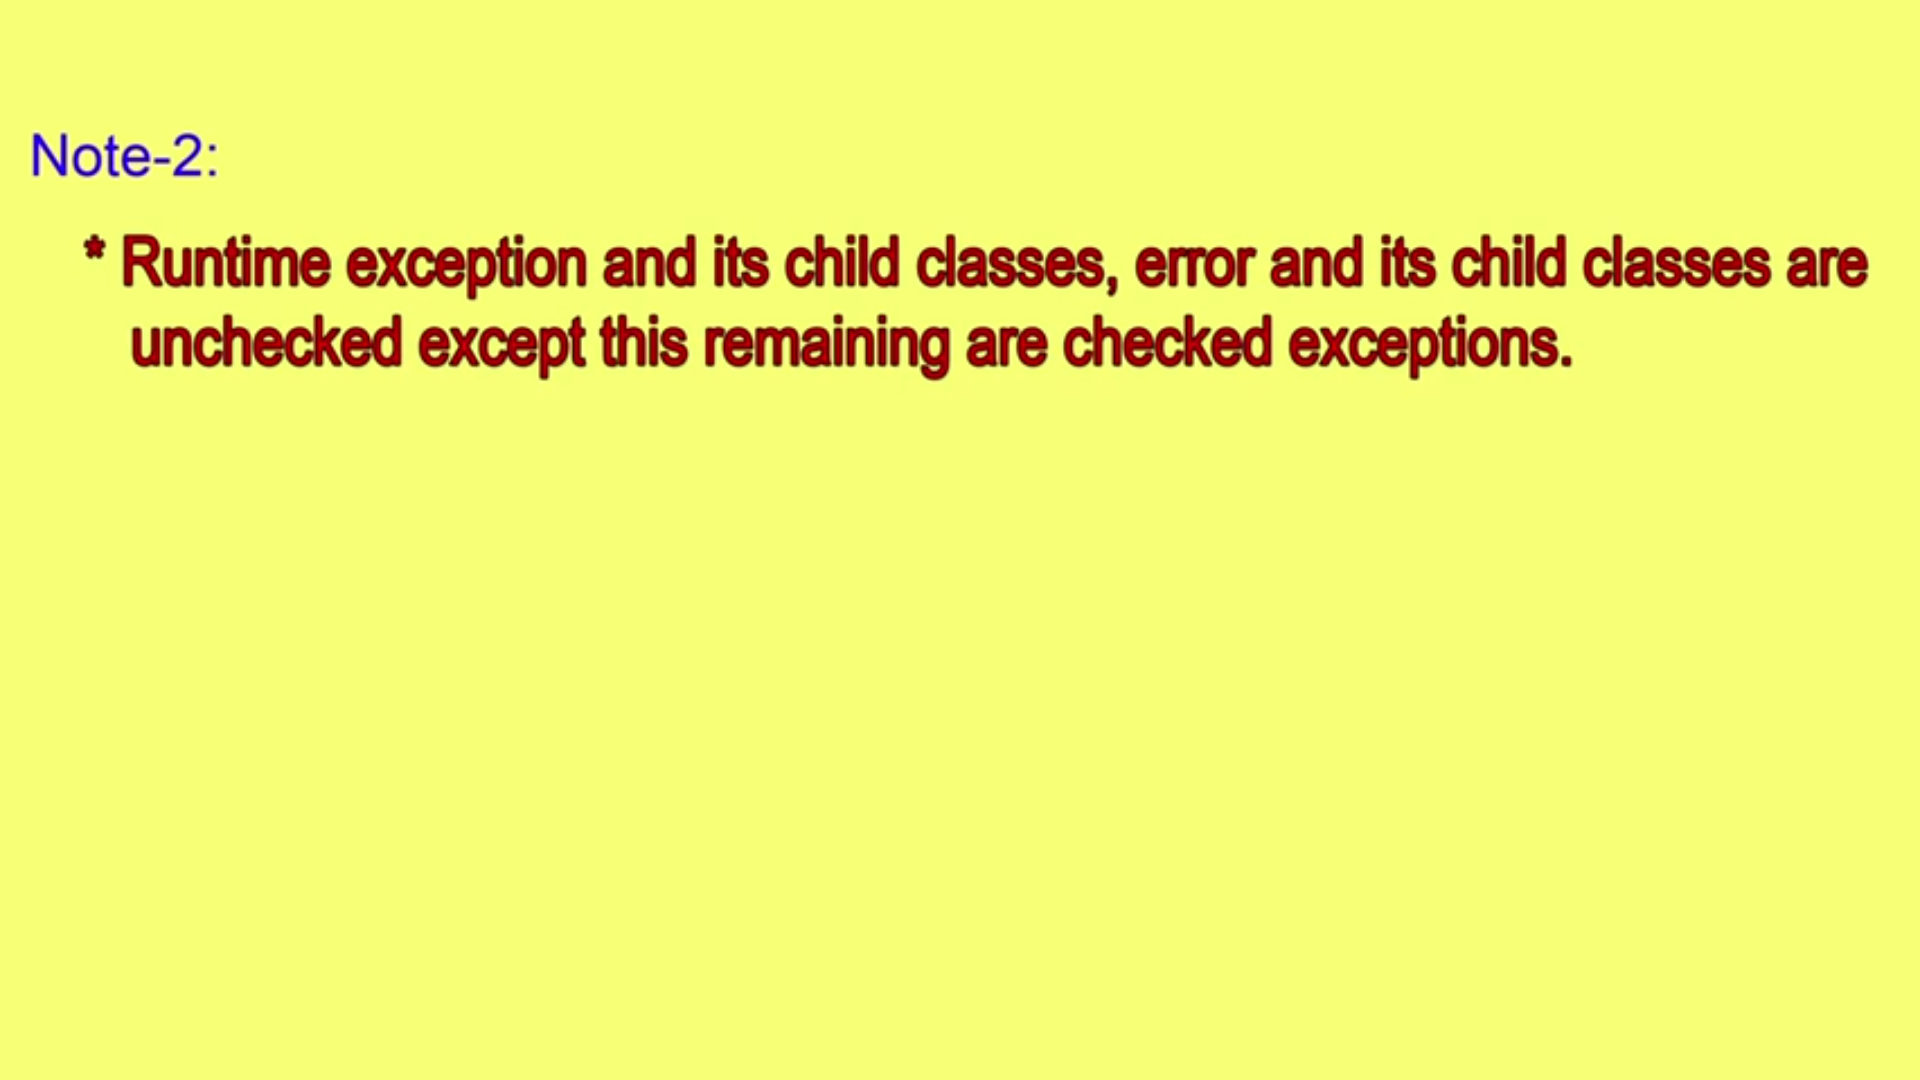 Note-2:
* Runtime exception and its child classes, error and its child classes are
unchecked except this remaining are checked exceptions.